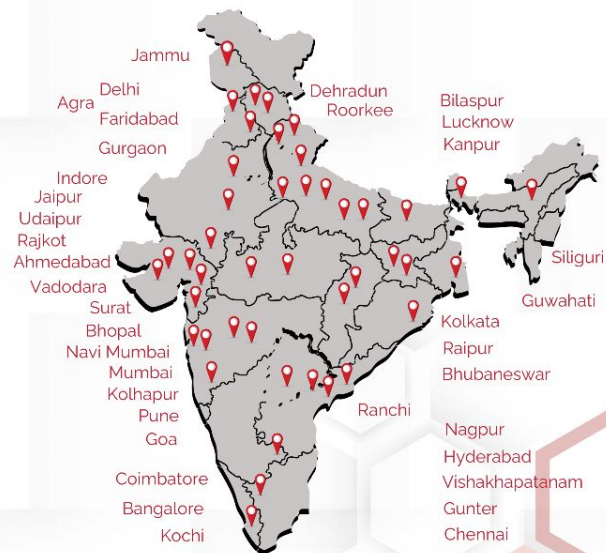 Jammu
Delhi
Agra
Faridabad
Gurgaon
Dehradun
Roorkee
Bilaspur
Lucknow
Kanpur
Indore
Jaipur
Udaipur
Rajkot
Ahmedabad
Vadodara
Surat
Bhopal
Navi Mumbai
Mumbai
Kolhapur
Pune
Goa
Siliguri
Guwahati
Kolkata
Raipur
Bhubaneswar
Ranchi
Nagpur
Hyderabad
Vishakhapatanam
Gunter
Chennai
Coimbatore
Bangalore
Kochi